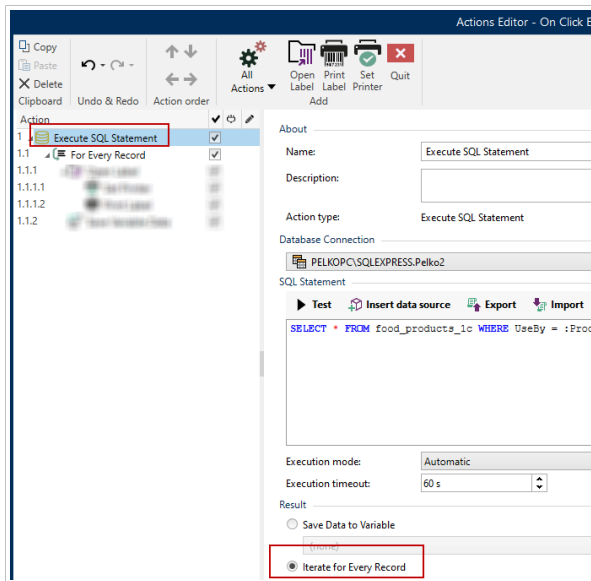 Actions Editor - On Click E
Copy
Paste
Delete
All Actions
Open Label
Print Label
Set Printer
Quit
Clipboard
Undo & Redo
Action order
Add
Action
1 Execute SQL Statement
1.1 For Every Record
1.1.1
1.1.1.1
1.1.1.2
1.1.2
About
Name: Execute SQL Statement
Description:
Action type: Execute SQL Statement
Database Connection
PELKOPC\SQLEXPRESS.Pelko2
SQL Statement
Test Insert data source Export Import
SELECT * FROM food_products_1c WHERE UseBy = :Proc
Execution mode: Automatic
Execution timeout: 60 s
Result
Save Data to Variable
(none)
Iterate for Every Record